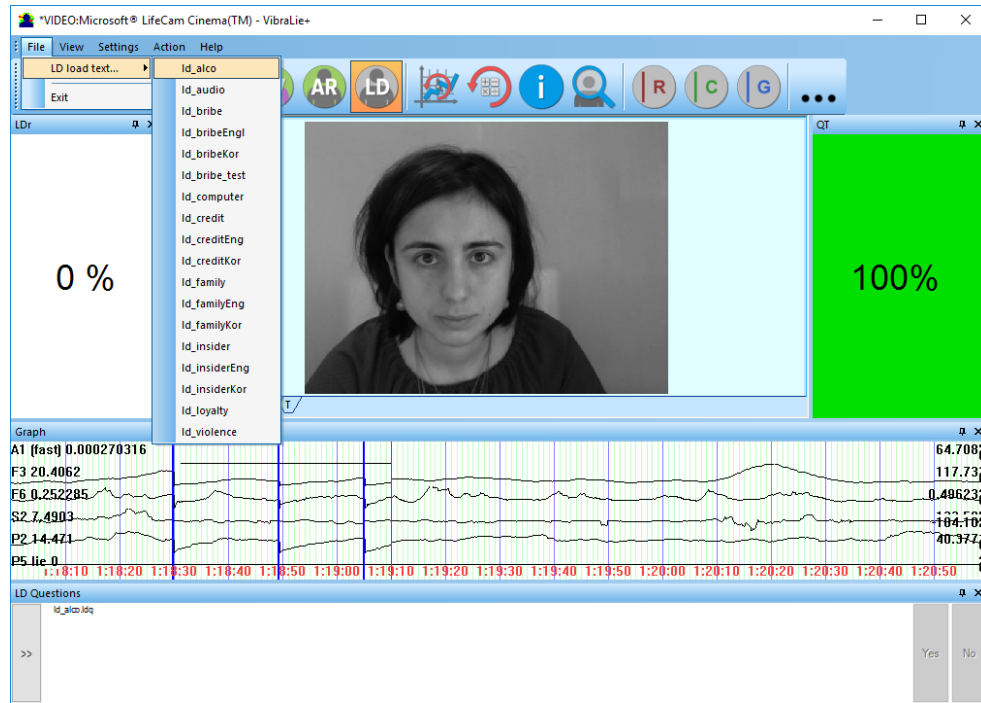 *VIDEO:Microsoft® LifeCam Cinema(TM) - VibraLie+
File View Settings Action Help
LD load text...
Exit
ld_alco
ld_audio
ld_bribe
ld_bribeEngl
ld_bribeKor
ld_bribe_test
ld_computer
ld_credit
ld_creditEng
ld_creditKor
ld_family
ld_familyEng
ld_familyKor
ld_insider
ld_insiderEng
ld_insiderKor
ld_loyalty
ld_violence
AR LD i R C G
LDr
QT
0 %
100%
T
Graph
A1 (fast) 0.000270316 64.708
F3 20.4062 117.73
F6 0.252285 0.49623
S2 7.4903 -104.10
P2 14.471 40.377
P5 lie 0
1:18:10 1:18:20 1:18:30 1:18:40 1:18:50 1:19:00 1:19:10 1:19:20 1:19:30 1:19:40 1:19:50 1:20:00 1:20:10 1:20:20 1:20:30 1:20:40 1:20:50
LD Questions
ld_alco.ldq
>> Yes No